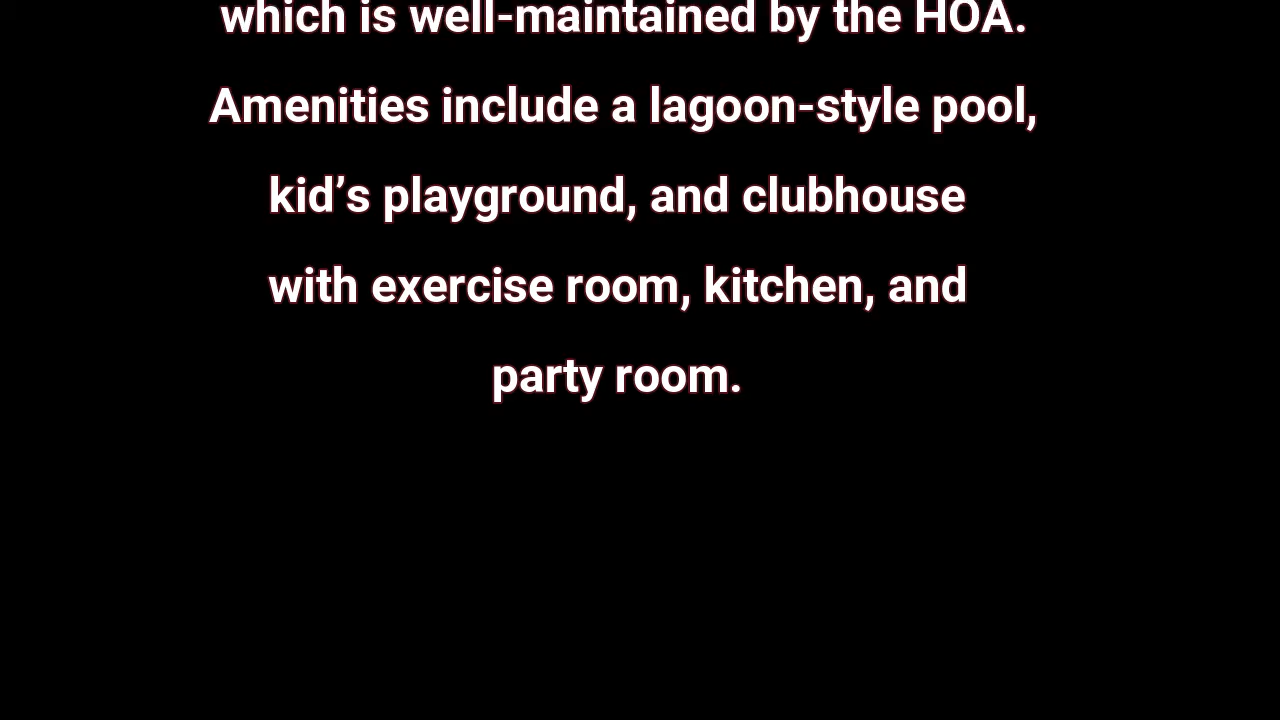 which is well-maintained by the HOA.
Amenities include a lagoon-style pool,
kid’s playground, and clubhouse
with exercise room, kitchen, and
party room.